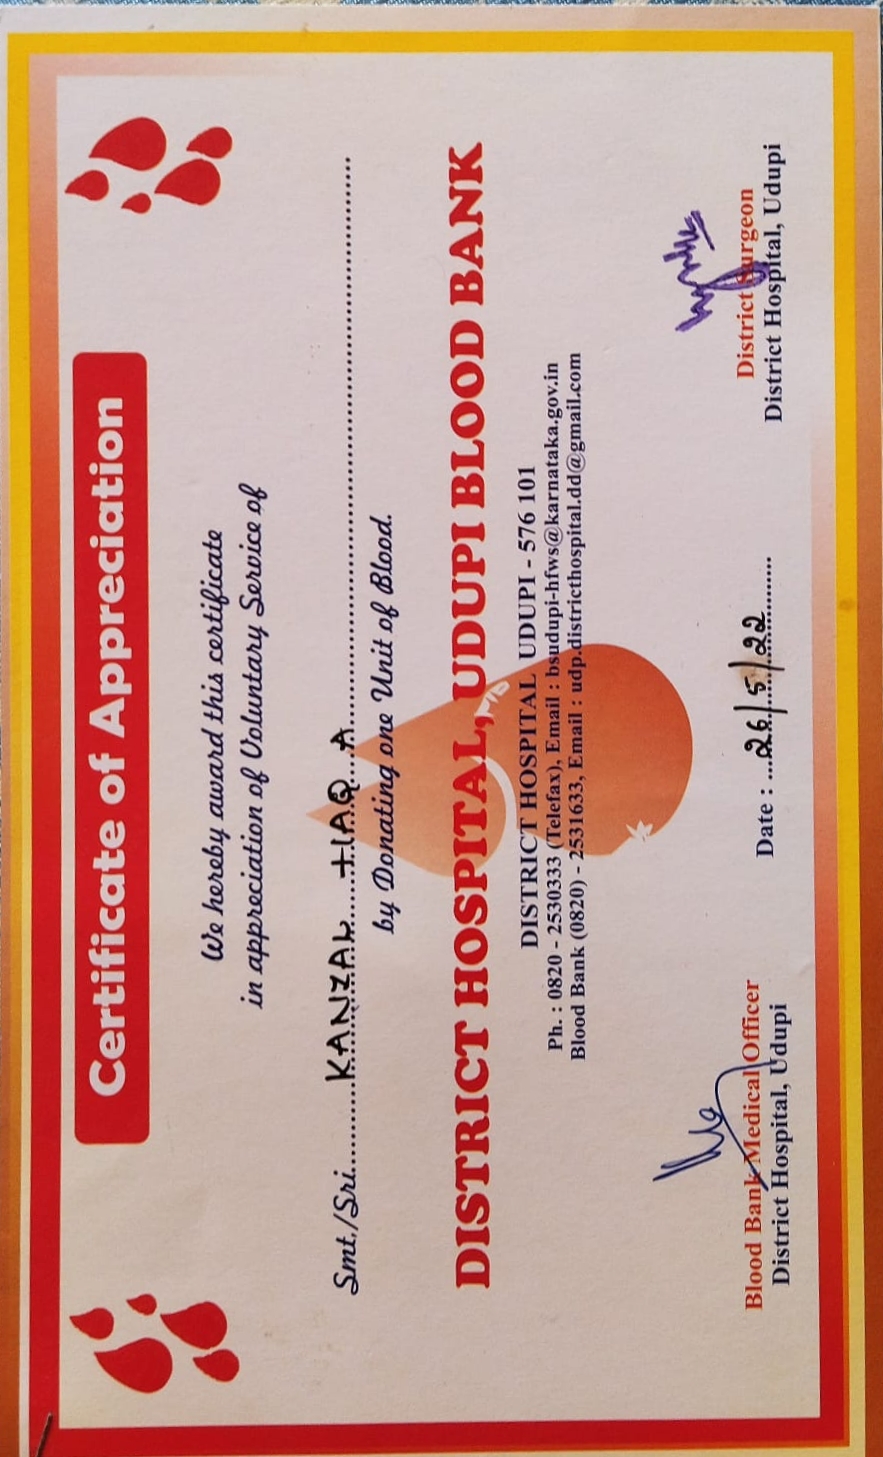 Certificate of Appreciation
We hereby award this certificate
in appreciation of Voluntary Service of
Smt./Sri..........KANZAL HAQ A..........
by Donating one Unit of Blood.
DISTRICT HOSPITAL, UDUPI BLOOD BANK
DISTRICT HOSPITAL UDUPI - 576 101
Ph. : 0820 - 2530333 (Telefax), Email : bsudupi-hfws@karnataka.gov.in
Blood Bank (0820) - 2531633, Email : udp.districthospital.dd@gmail.com
Blood Bank Medical Officer
District Hospital, Udupi
Date : ...26/5/22..........
District Surgeon
District Hospital, Udupi